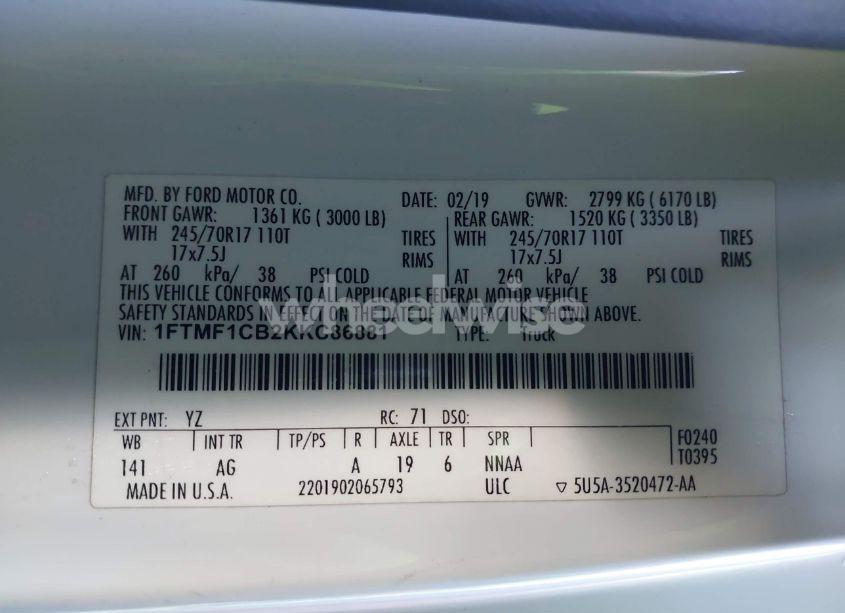 MFD. BY FORD MOTOR CO. DATE: 02/19 GVWR: 2799 KG ( 6170 LB)
FRONT GAWR: 1361 KG ( 3000 LB) REAR GAWR: 1520 KG ( 3350 LB)
WITH 245/70R17 110T TIRES WITH 245/70R17 110T TIRES
17x7.5J RIMS 17x7.5J RIMS
AT 260 kPa/ 38 PSI COLD AT 260 kPa/ 38 PSI COLD
THIS VEHICLE CONFORMS TO ALL APPLICABLE FEDERAL MOTOR VEHICLE
SAFETY STANDARDS IN EFFECT ON THE DATE OF MANUFACTURE SHOWN ABOVE.
wheelwise
VIN: 1FTMF1CB2KKC86881 TYPE: Truck
EXT PNT: YZ RC: 71 DSO:
WB INT TR TP/PS R AXLE TR SPR F0240
141 AG A 19 6 NNAA T0395
MADE IN U.S.A. 2201902065793 ULC ▽ 5U5A-3520472-AA